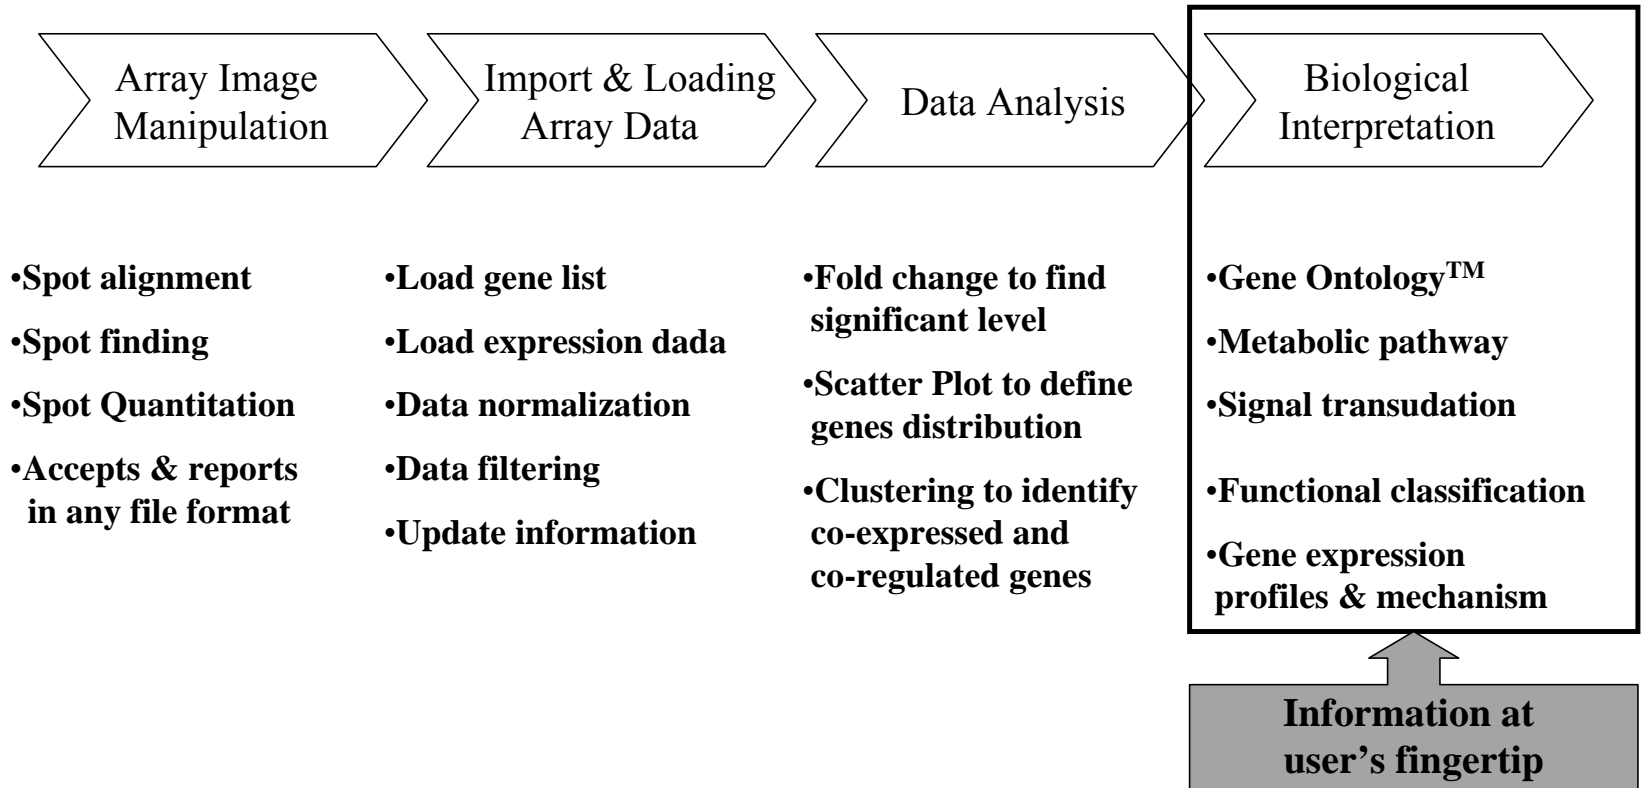 Array Image
Manipulation
Import & Loading
Array Data
Data Analysis
Biological
Interpretation
•Spot alignment
•Spot finding
•Spot Quantitation
•Accepts & reports
in any file format
•Load gene list
•Load expression dada
•Data normalization
•Data filtering
•Update information
•Fold change to find
significant level
•Scatter Plot to define
genes distribution
•Clustering to identify
co-expressed and
co-regulated genes
•Gene Ontology™
•Metabolic pathway
•Signal transudation
•Functional classification
•Gene expression
profiles & mechanism
Information at
user’s fingertip